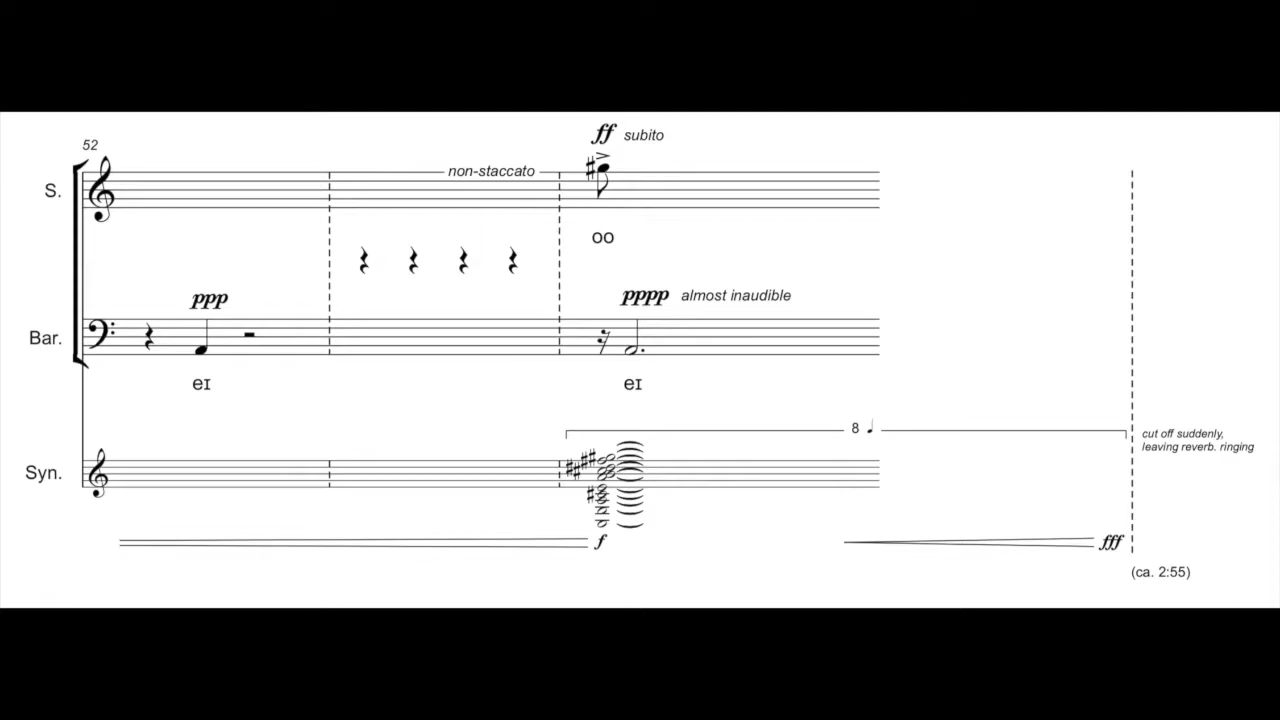 52
ff subito
S.
non-staccato
oo
ppp
pppp almost inaudible
Bar.
eɪ
eɪ
8
cut off suddenly,
leaving reverb. ringing
Syn.
f
fff
(ca. 2:55)